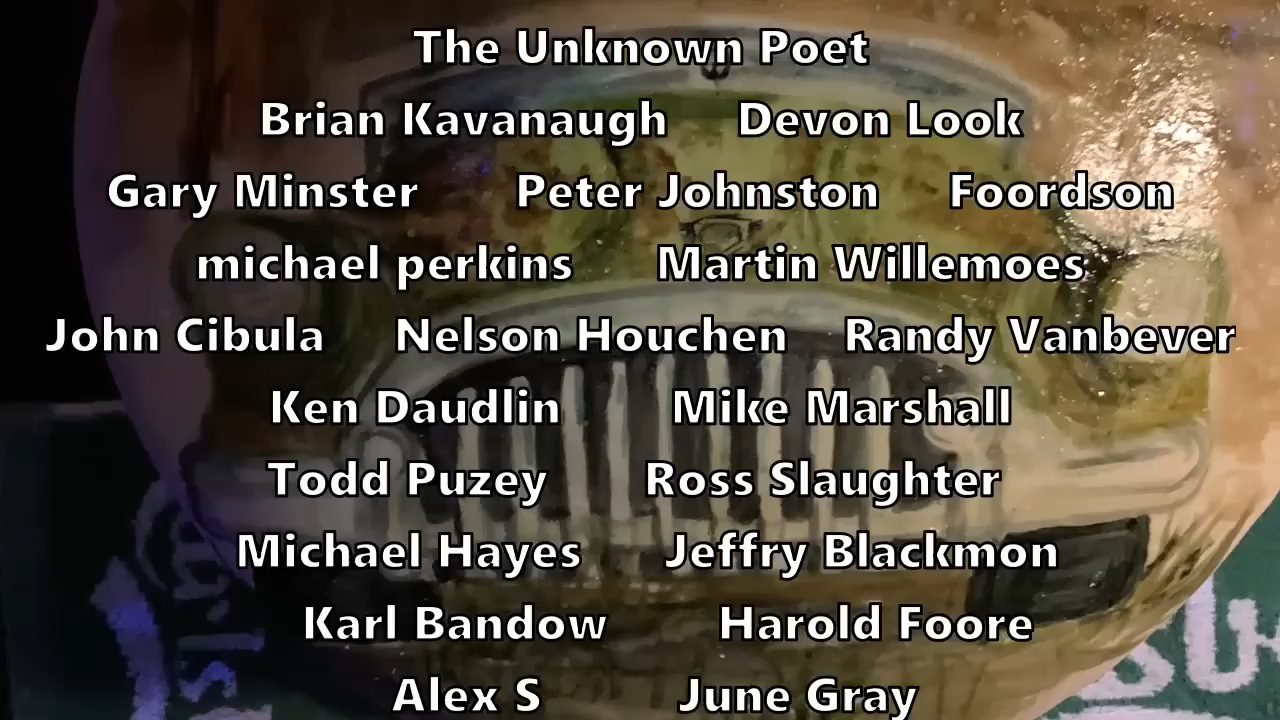 The Unknown Poet
Brian Kavanaugh Devon Look
Gary Minster Peter Johnston Foordson
michael perkins Martin Willemoes
John Cibula Nelson Houchen Randy Vanbever
Ken Daudlin Mike Marshall
Todd Puzey Ross Slaughter
Michael Hayes Jeffry Blackmon
Karl Bandow Harold Foore
Alex S June Gray